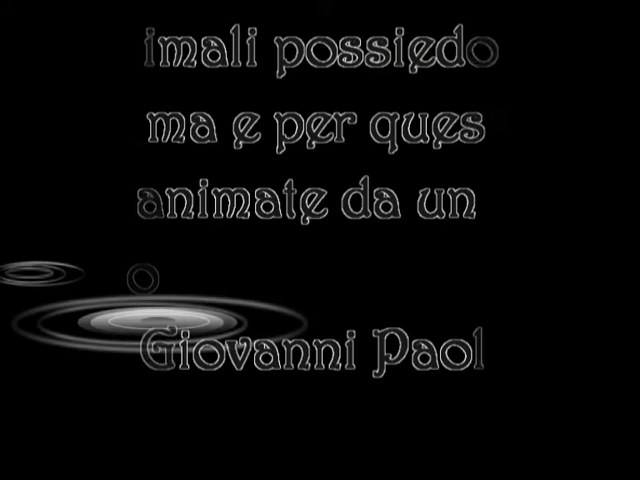 imali possiedo
ma e per ques
animate da un
Giovanni Paol